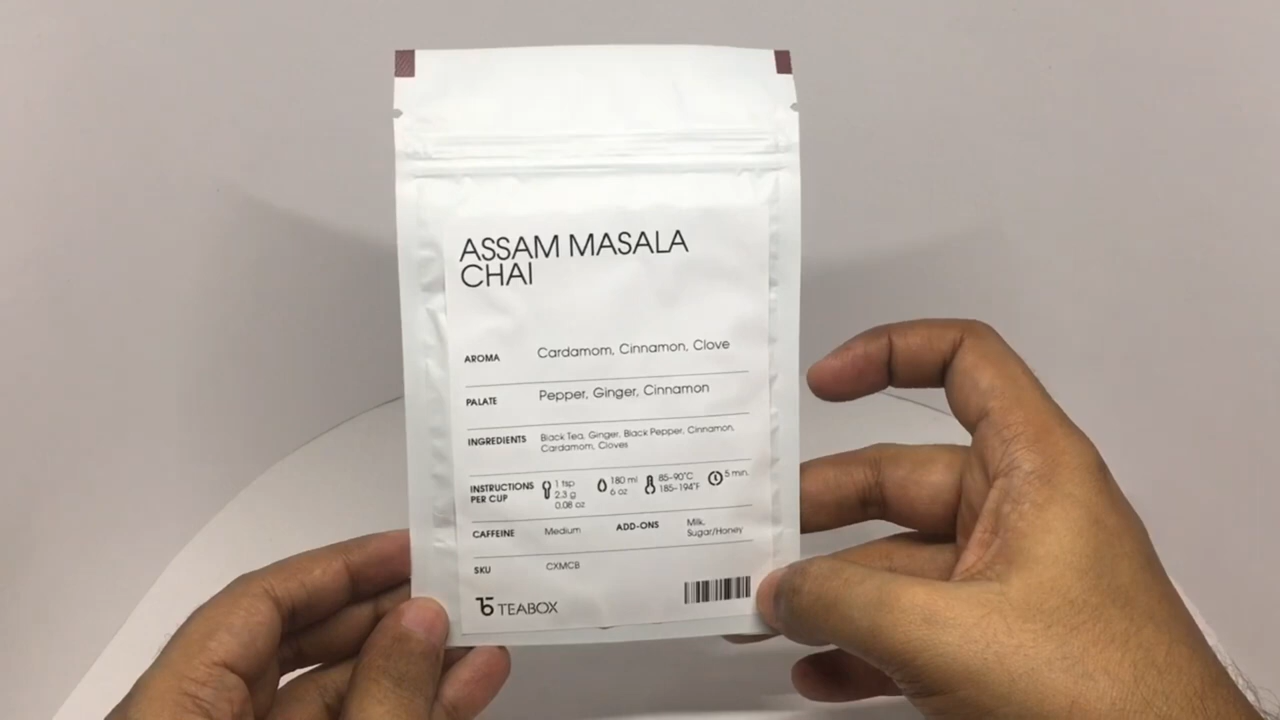 ASSAM MASALA
CHAI
AROMA Cardamom, Cinnamon, Clove
PALATE Pepper, Ginger, Cinnamon
INGREDIENTS Black Tea, Ginger, Black Pepper, Cinnamon,
Cardamom, Cloves
INSTRUCTIONS
PER CUP
1 tsp
2.3 g
0.08 oz
180 ml
6 oz
85-90°C
185-194°F
5 min.
CAFFEINE Medium
ADD-ONS Milk,
Sugar/Honey
SKU CXMCB
TEABOX